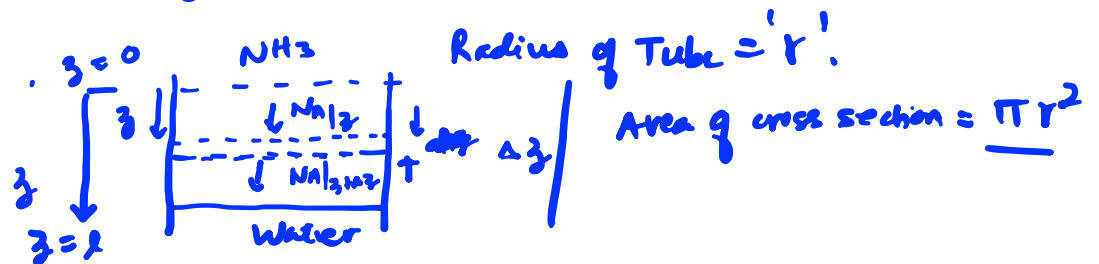 z = 0
NH3
Radius of Tube = 'r'.
z
NA|z
Area of cross section = πr²
Δz
NA|z+Δz
z
z = l
Water